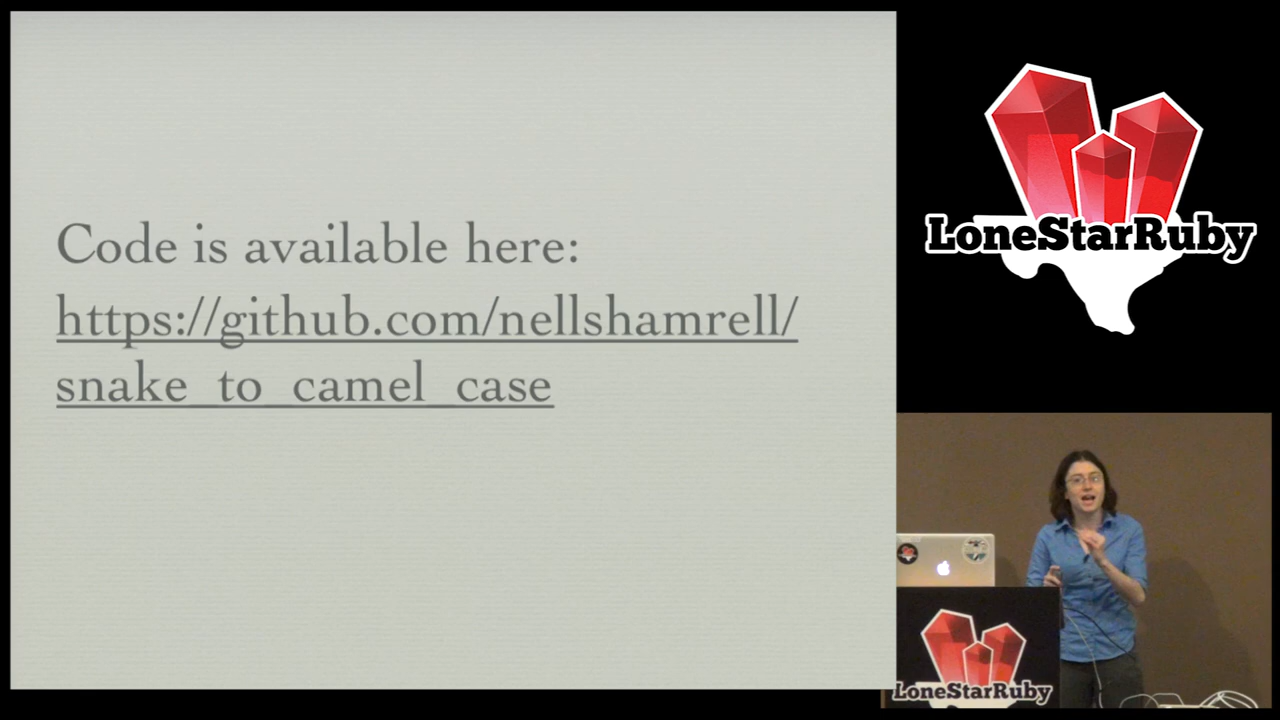 Code is available here:
https://github.com/nellshamrell/
snake_to_camel_case
LoneStarRuby
LoneStarRuby